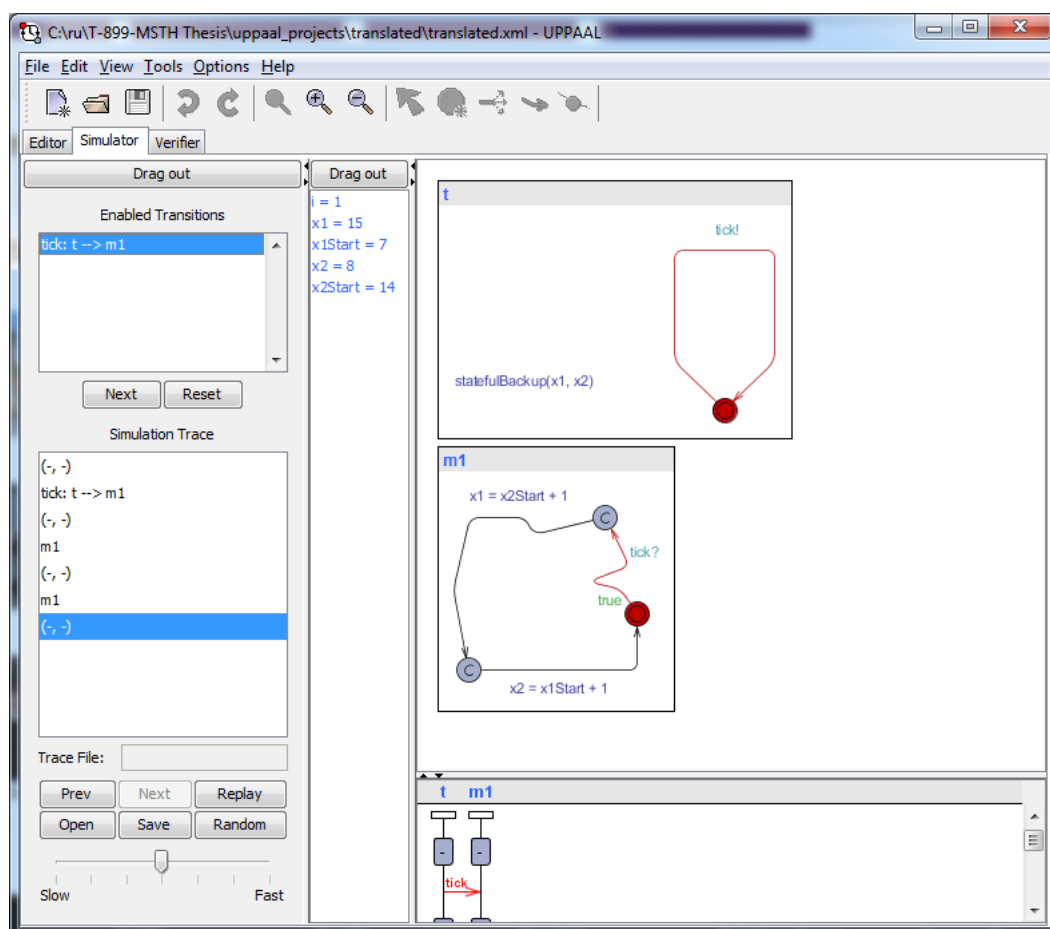 C:\ru\T-899-MSTH Thesis\uppaal_projects\translated\translated.xml - UPPAAL
File Edit View Tools Options Help
Editor Simulator Verifier
Drag out
Enabled Transitions
tick: t --> m1
Next Reset
Simulation Trace
(-, -)
tick: t --> m1
(-, -)
m1
(-, -)
m1
(-, -)
Trace File:
Prev Next Replay
Open Save Random
Slow Fast
Drag out
i = 1
x1 = 15
x1Start = 7
x2 = 8
x2Start = 14
t
tick!
statefulBackup(x1, x2)
m1
x1 = x2Start + 1
C
tick?
true
C
x2 = x1Start + 1
t m1
- -
tick